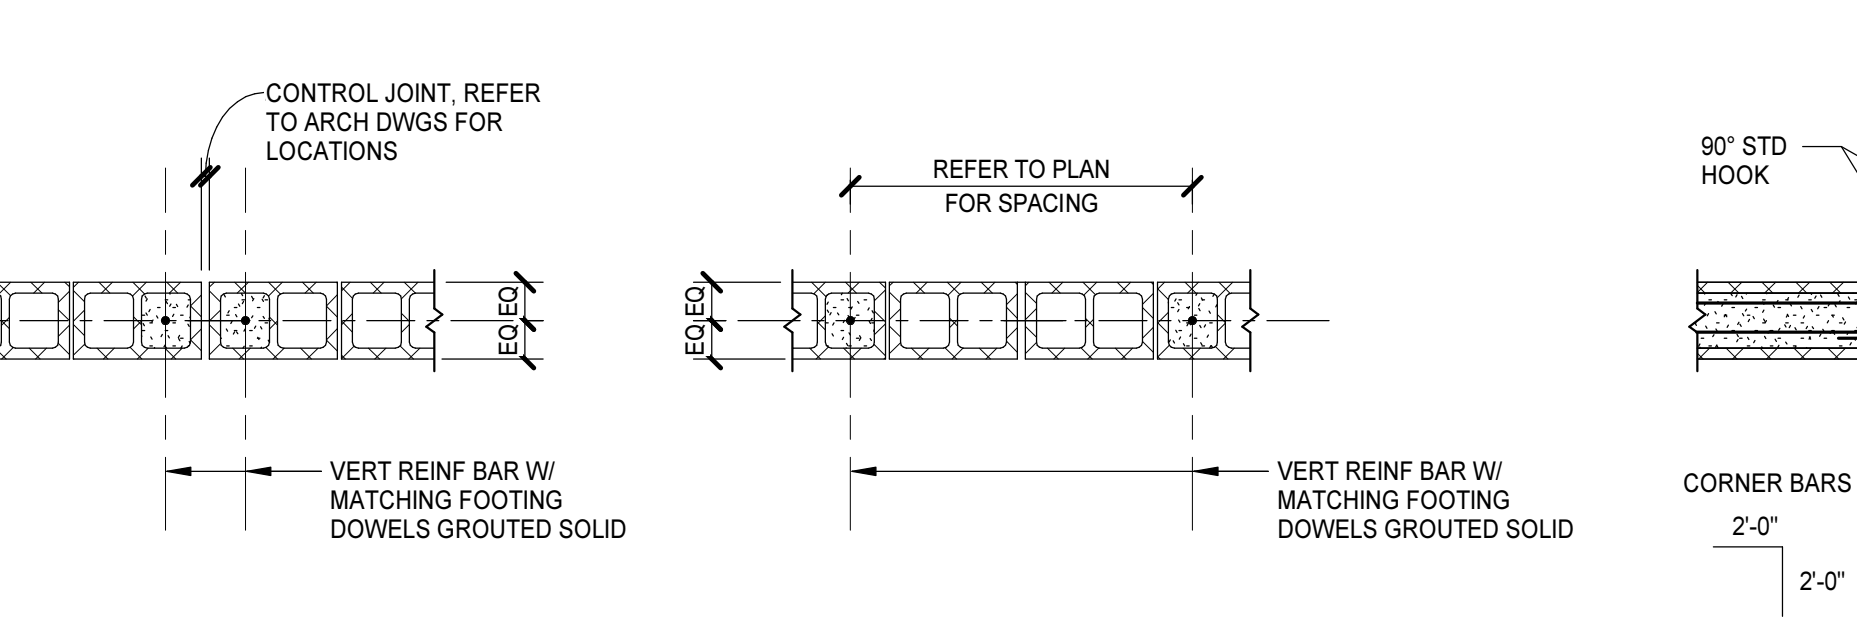 CONTROL JOINT, REFER
TO ARCH DWGS FOR
LOCATIONS
EQ EQ
VERT REINF BAR W/
MATCHING FOOTING
DOWELS GROUTED SOLID
REFER TO PLAN
FOR SPACING
EQ EQ
VERT REINF BAR W/
MATCHING FOOTING
DOWELS GROUTED SOLID
90° STD
HOOK
CORNER BARS
2'-0"
2'-0"